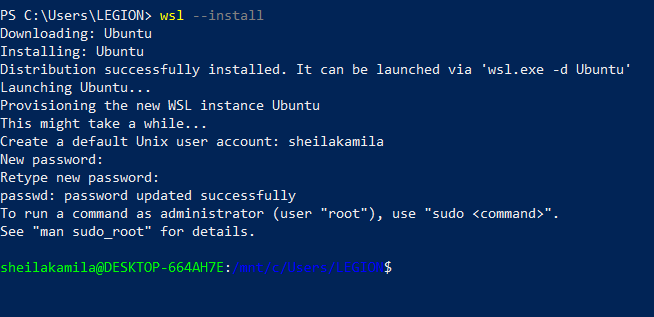 PS C:\Users\LEGION> wsl --install
Downloading: Ubuntu
Installing: Ubuntu
Distribution successfully installed. It can be launched via 'wsl.exe -d Ubuntu'
Launching Ubuntu...
Provisioning the new WSL instance Ubuntu
This might take a while...
Create a default Unix user account: sheilakamila
New password:
Retype new password:
passwd: password updated successfully
To run a command as administrator (user "root"), use "sudo <command>".
See "man sudo_root" for details.
sheilakamila@DESKTOP-664AH7E:/mnt/c/Users/LEGION$